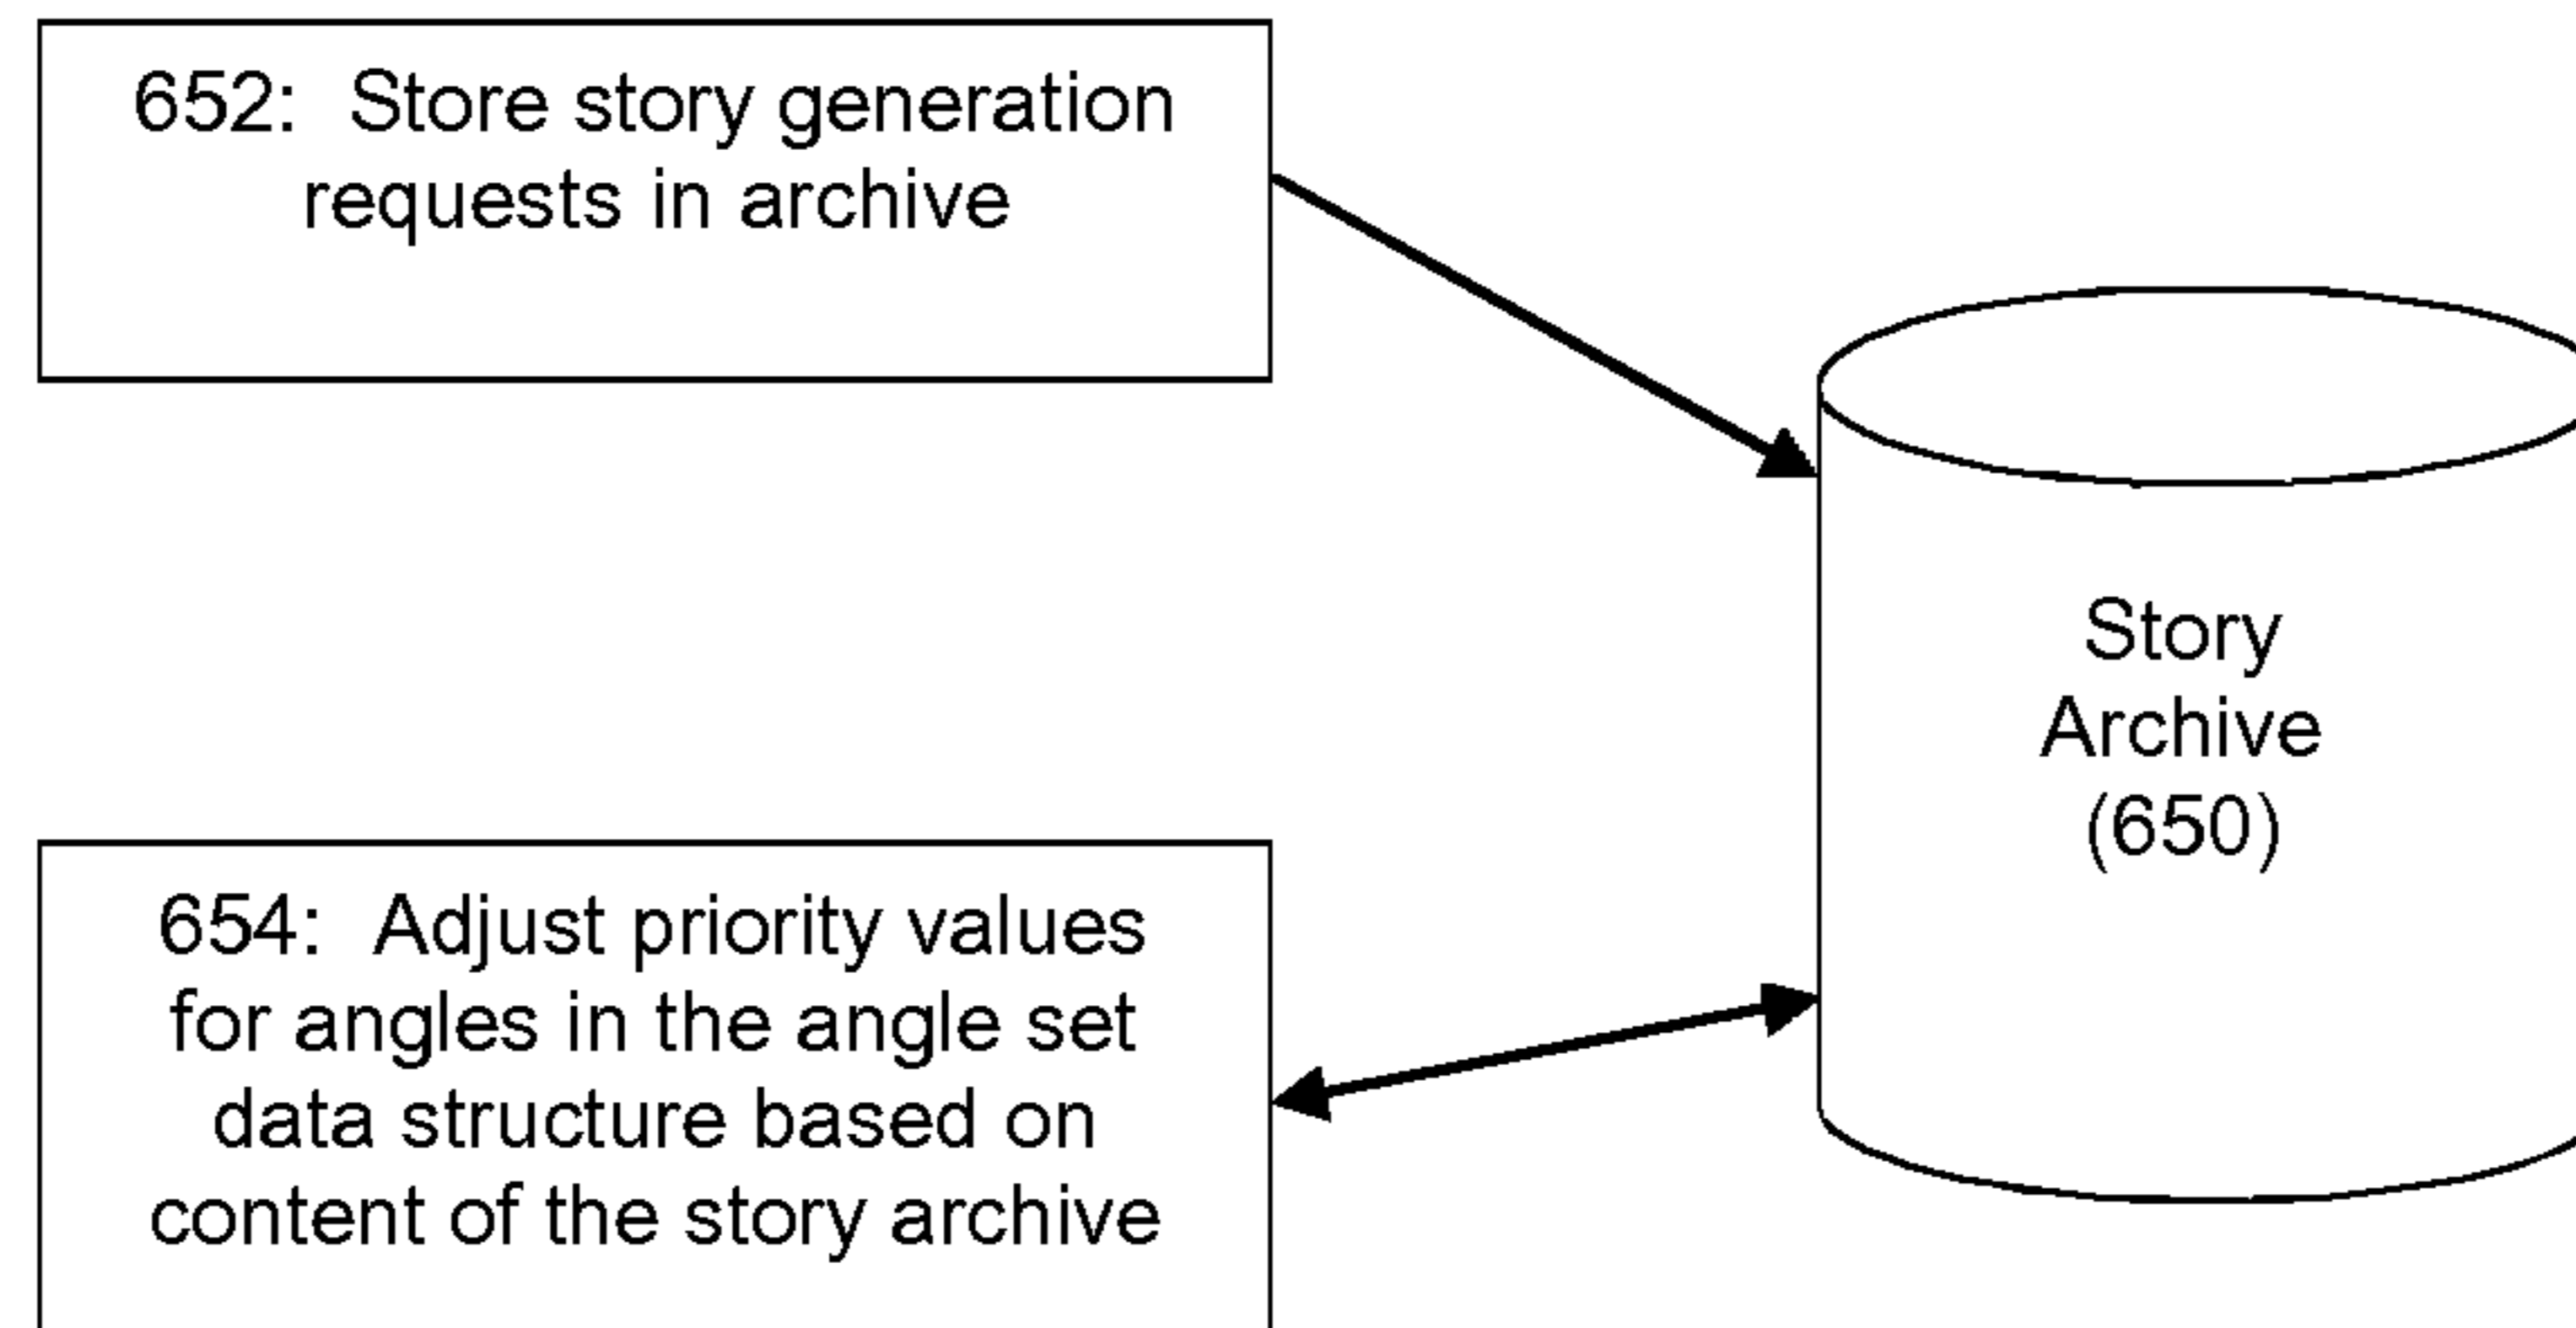 652:  Store story generation
requests in archive
Story
Archive
(650)
654:  Adjust priority values
for angles in the angle set
data structure based on
content of the story archive